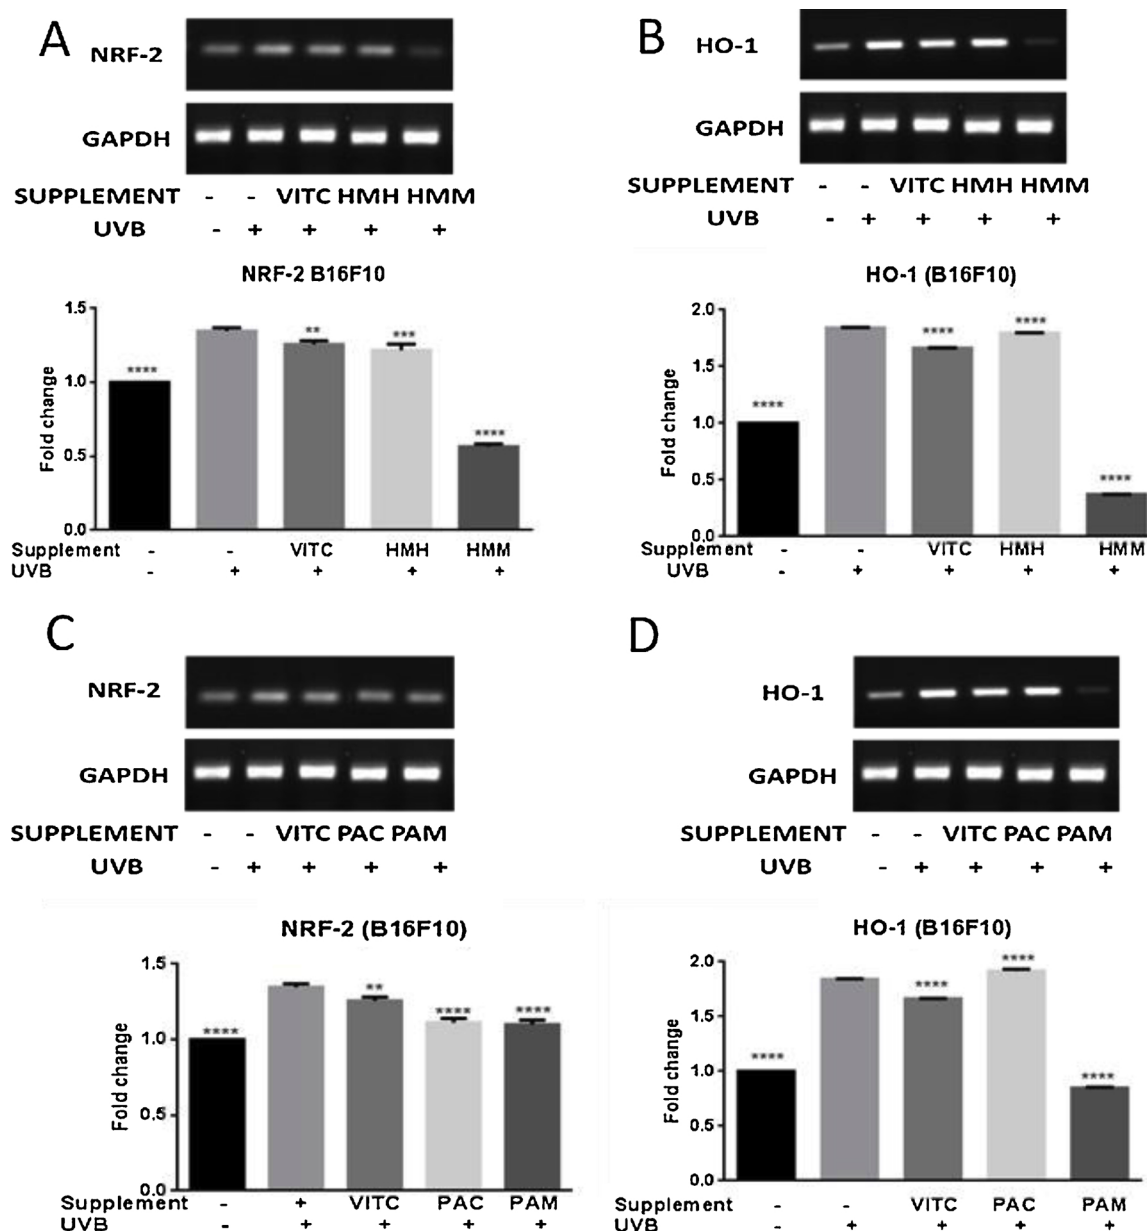 A
NRF-2
GAPDH
SUPPLEMENT - - VITC HMH HMM
UVB - + + + +
NRF-2 B16F10
Fold change
1.5
1.0
0.5
0.0
****
**
***
****
Supplement - - VITC HMH HMM
UVB - + + + +
B
HO-1
GAPDH
SUPPLEMENT - - VITC HMH HMM
UVB - + + + +
HO-1 (B16F10)
Fold change
2.0
1.5
1.0
0.5
0.0
****
****
****
****
Supplement - - VITC HMH HMM
UVB - + + + +
C
NRF-2
GAPDH
SUPPLEMENT - - VITC PAC PAM
UVB - + + + +
NRF-2 (B16F10)
Fold change
1.5
1.0
0.5
0.0
****
**
****
****
Supplement - + VITC PAC PAM
UVB - + + + +
D
HO-1
GAPDH
SUPPLEMENT - - VITC PAC PAM
UVB - + + + +
HO-1 (B16F10)
Fold change
2.0
1.5
1.0
0.5
0.0
****
****
****
****
Supplement - - VITC PAC PAM
UVB - + + + +